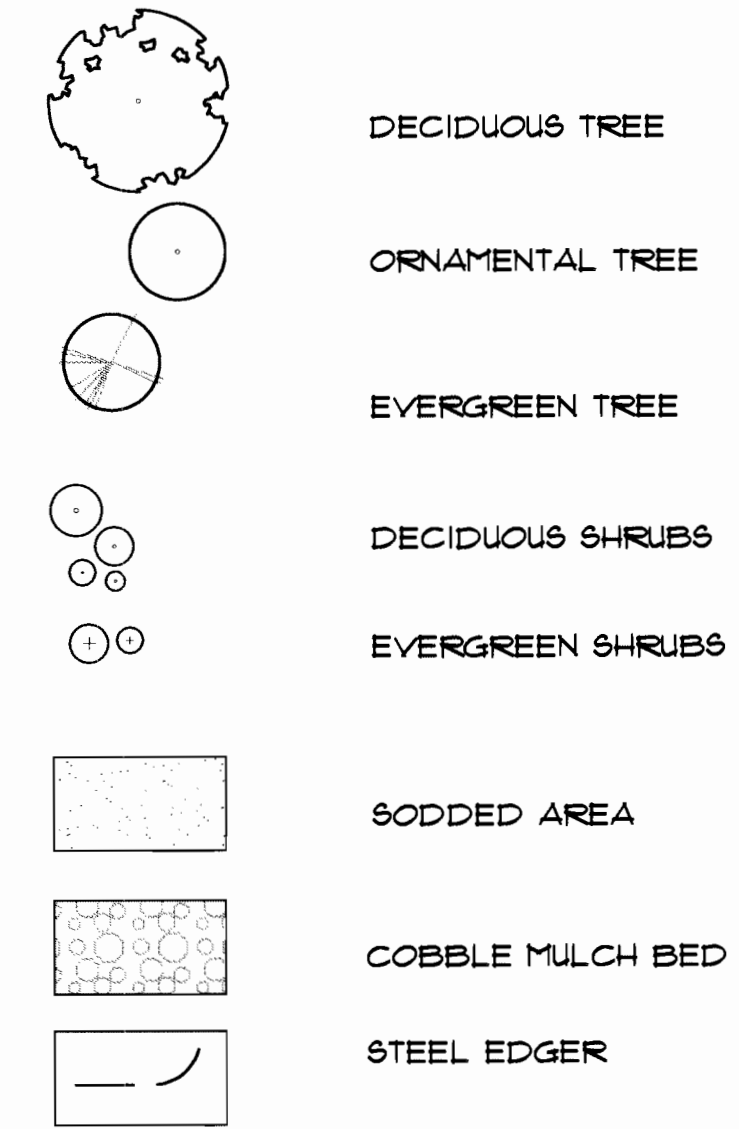 DECIDUOUS TREE
ORNAMENTAL TREE
EVERGREEN TREE
DECIDUOUS SHRUBS
EVERGREEN SHRUBS
SODDED AREA
COBBLE MULCH BED
STEEL EDGER